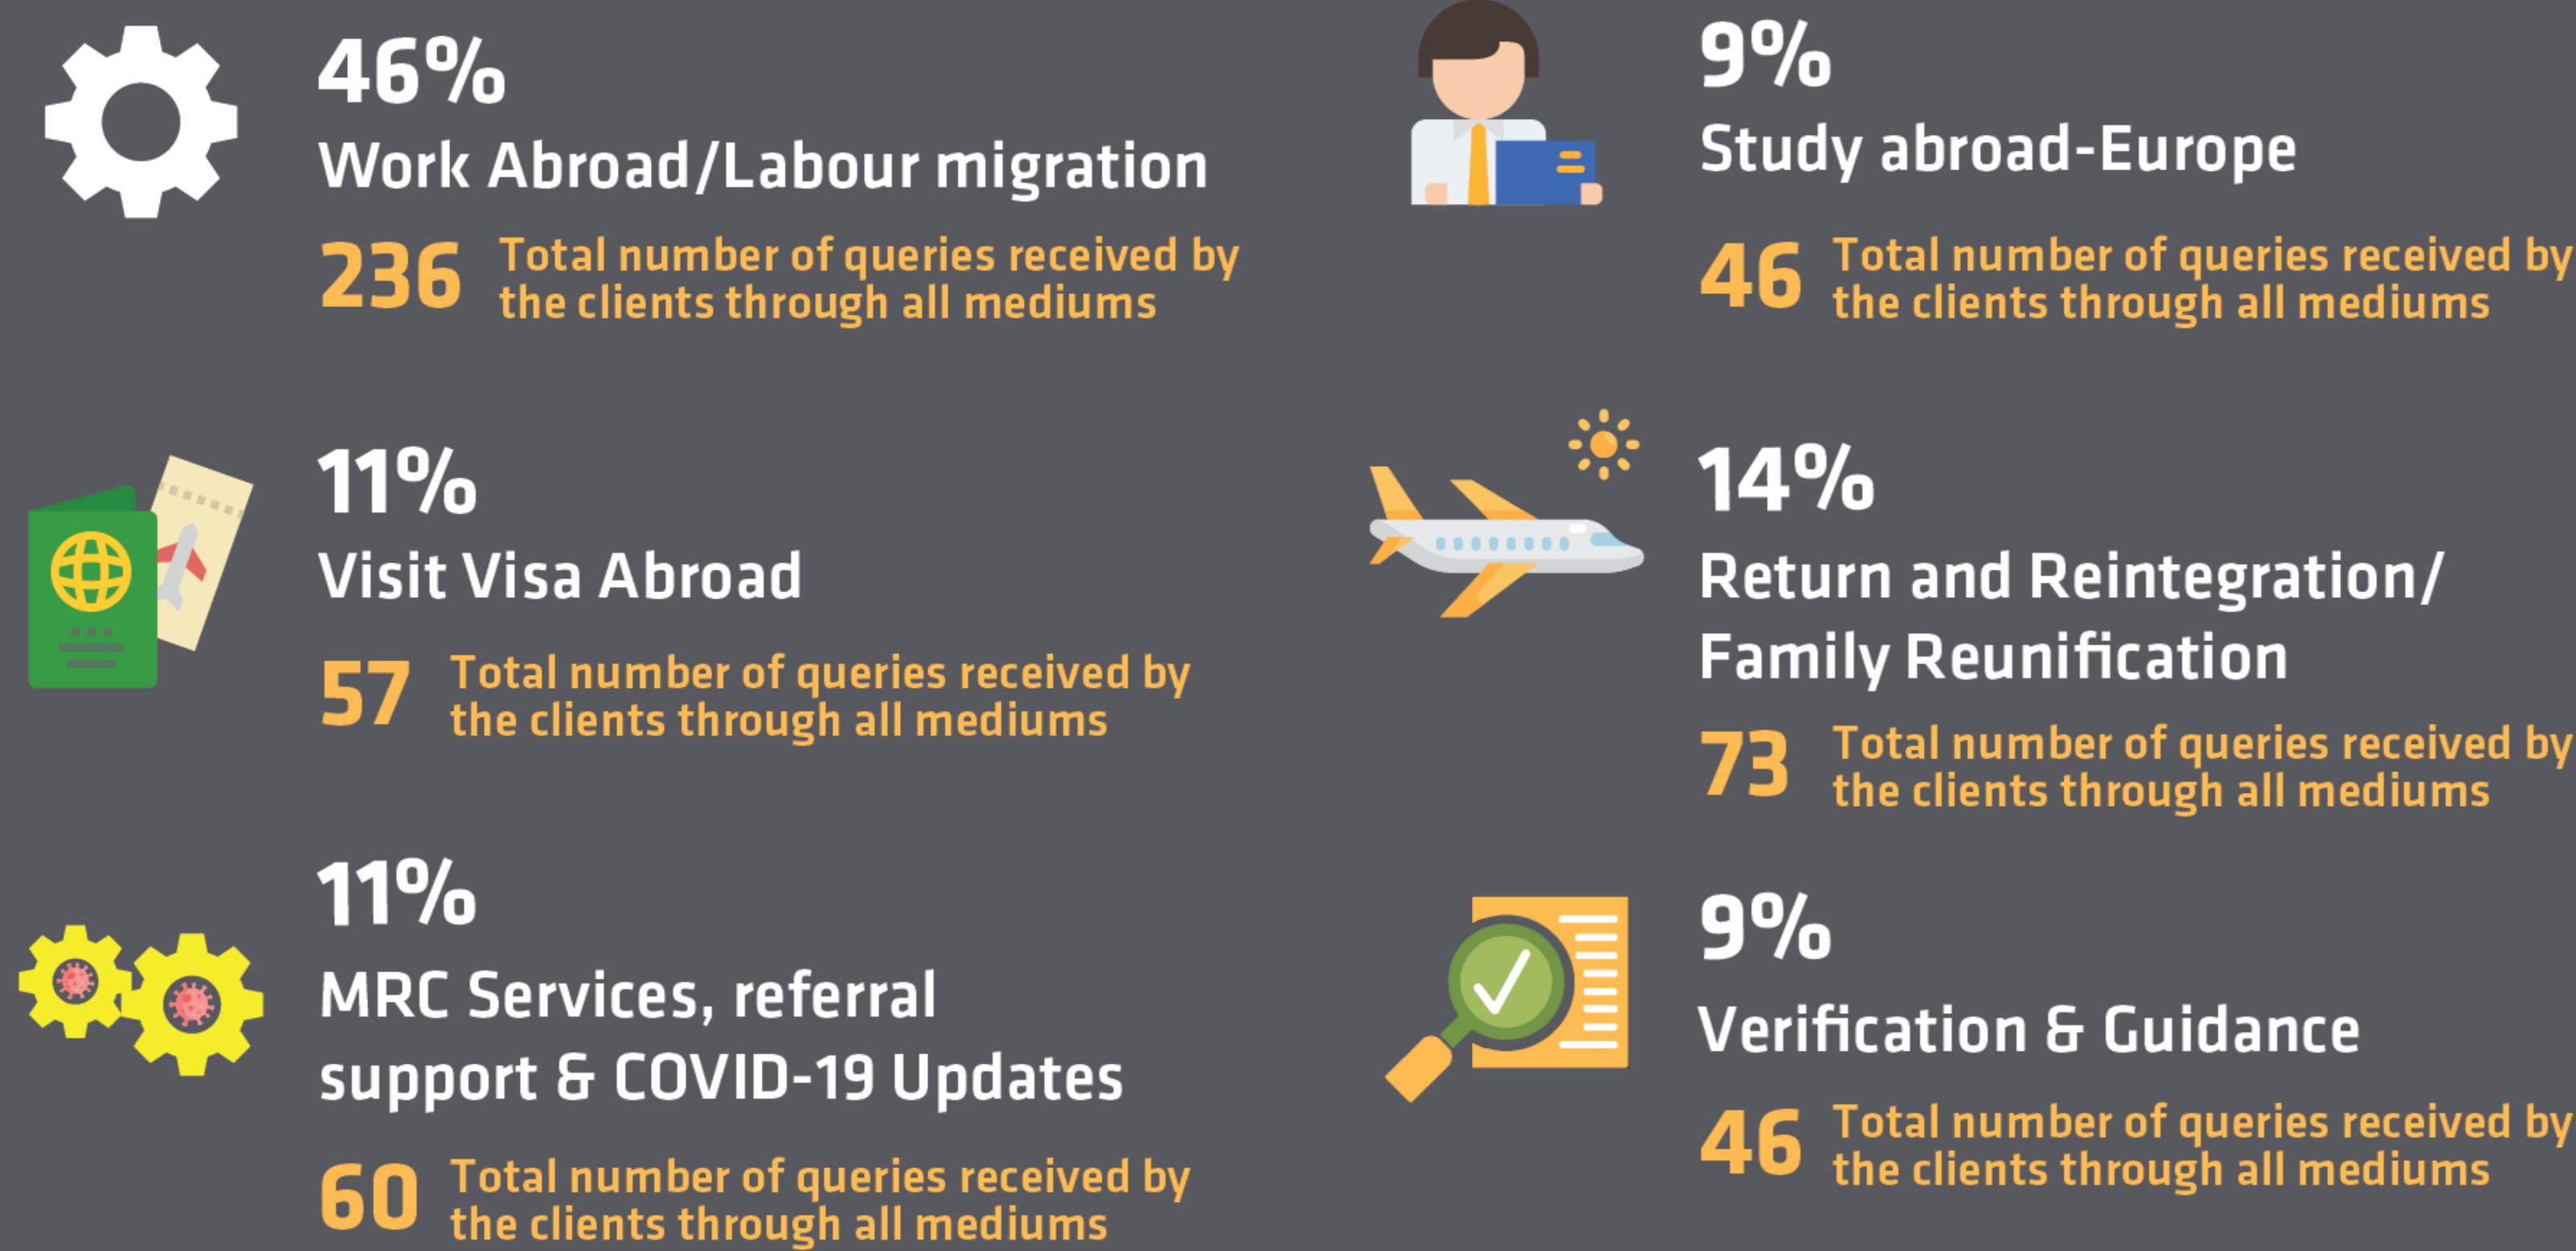 46%
Work Abroad/Labour migration
236 Total number of queries received by
the clients through all mediums
9%
Study abroad-Europe
46 Total number of queries received by
the clients through all mediums
11%
Visit Visa Abroad
57 Total number of queries received by
the clients through all mediums
14%
Return and Reintegration/
Family Reunification
73 Total number of queries received by
the clients through all mediums
11%
MRC Services, referral
support & COVID-19 Updates
60 Total number of queries received by
the clients through all mediums
9%
Verification & Guidance
46 Total number of queries received by
the clients through all mediums